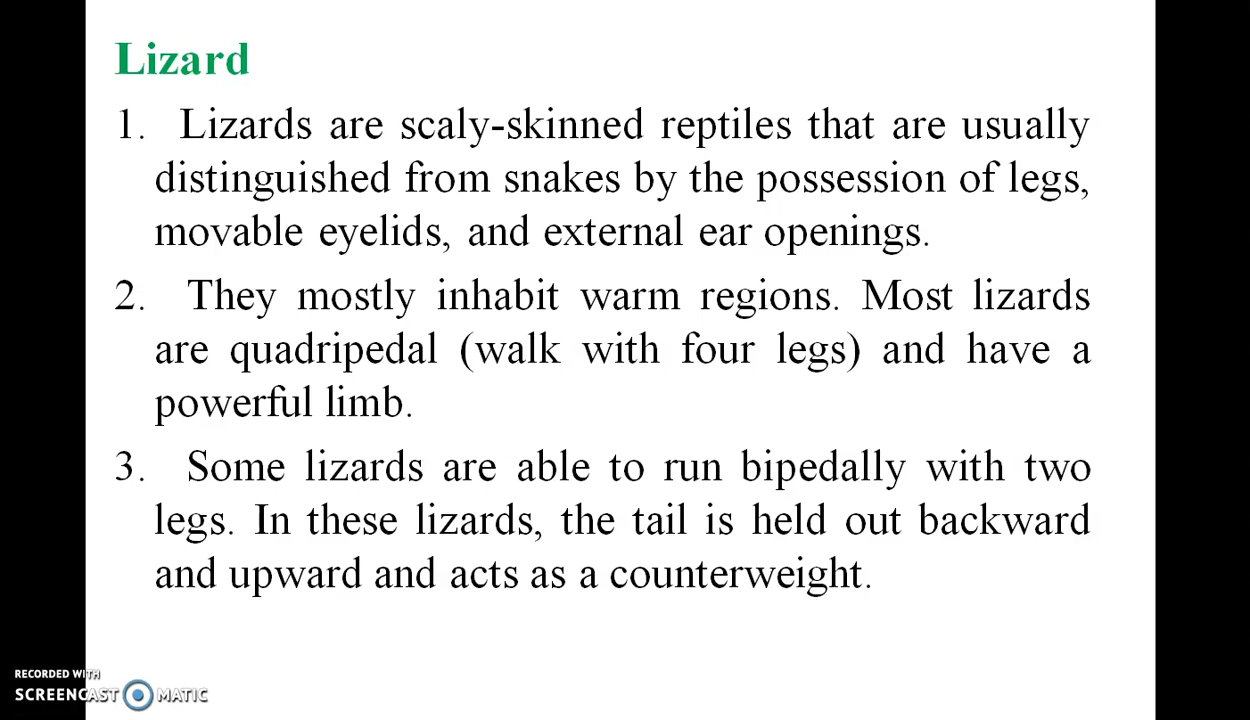 Lizard
1. Lizards are scaly-skinned reptiles that are usually
distinguished from snakes by the possession of legs,
movable eyelids, and external ear openings.
2. They mostly inhabit warm regions. Most lizards
are quadripedal (walk with four legs) and have a
powerful limb.
3. Some lizards are able to run bipedally with two
legs. In these lizards, the tail is held out backward
and upward and acts as a counterweight.
RECORDED WITH
SCREENCAST MATIC